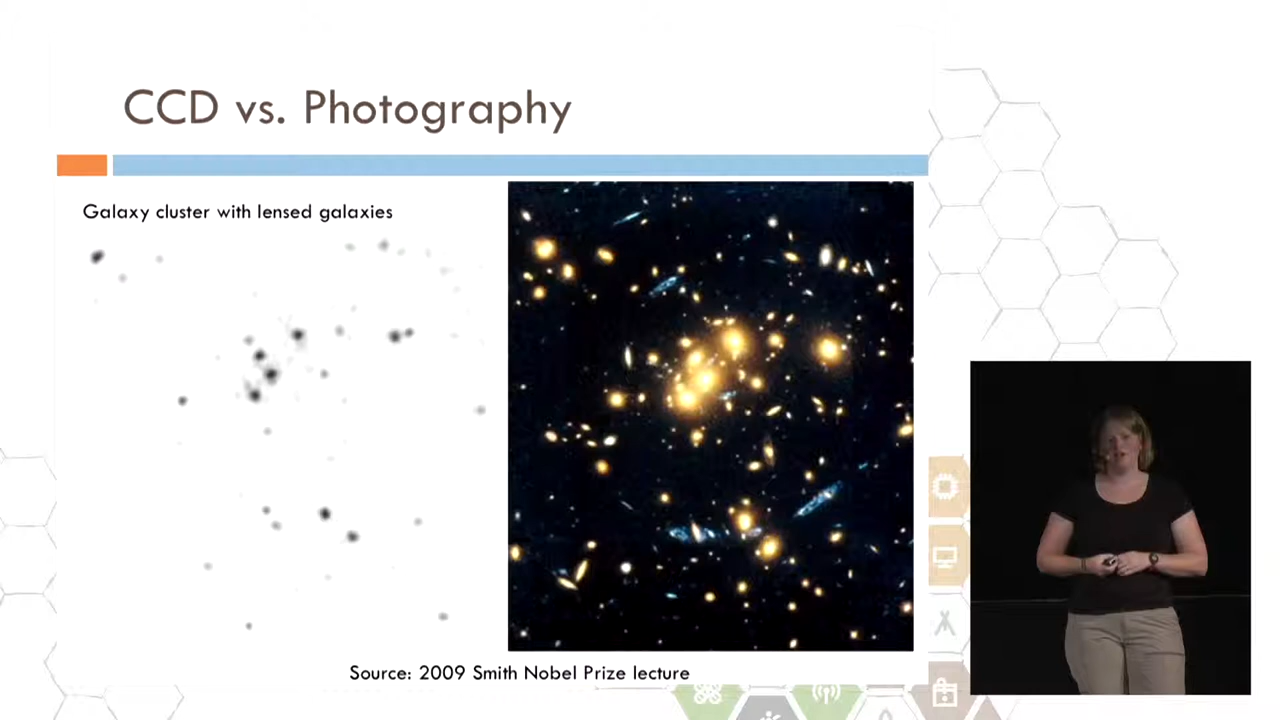 CCD vs. Photography
Galaxy cluster with lensed galaxies
Source: 2009 Smith Nobel Prize lecture